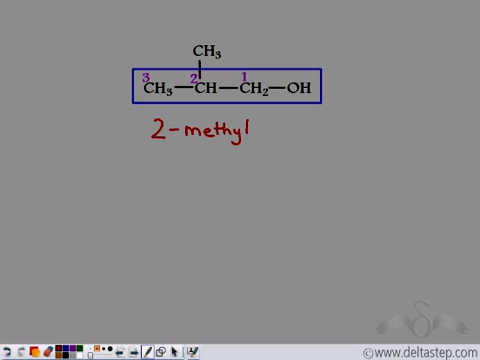 CH₃
3 2 1
CH₃—CH—CH₂—OH
2-methyl
©www.deltastep.com